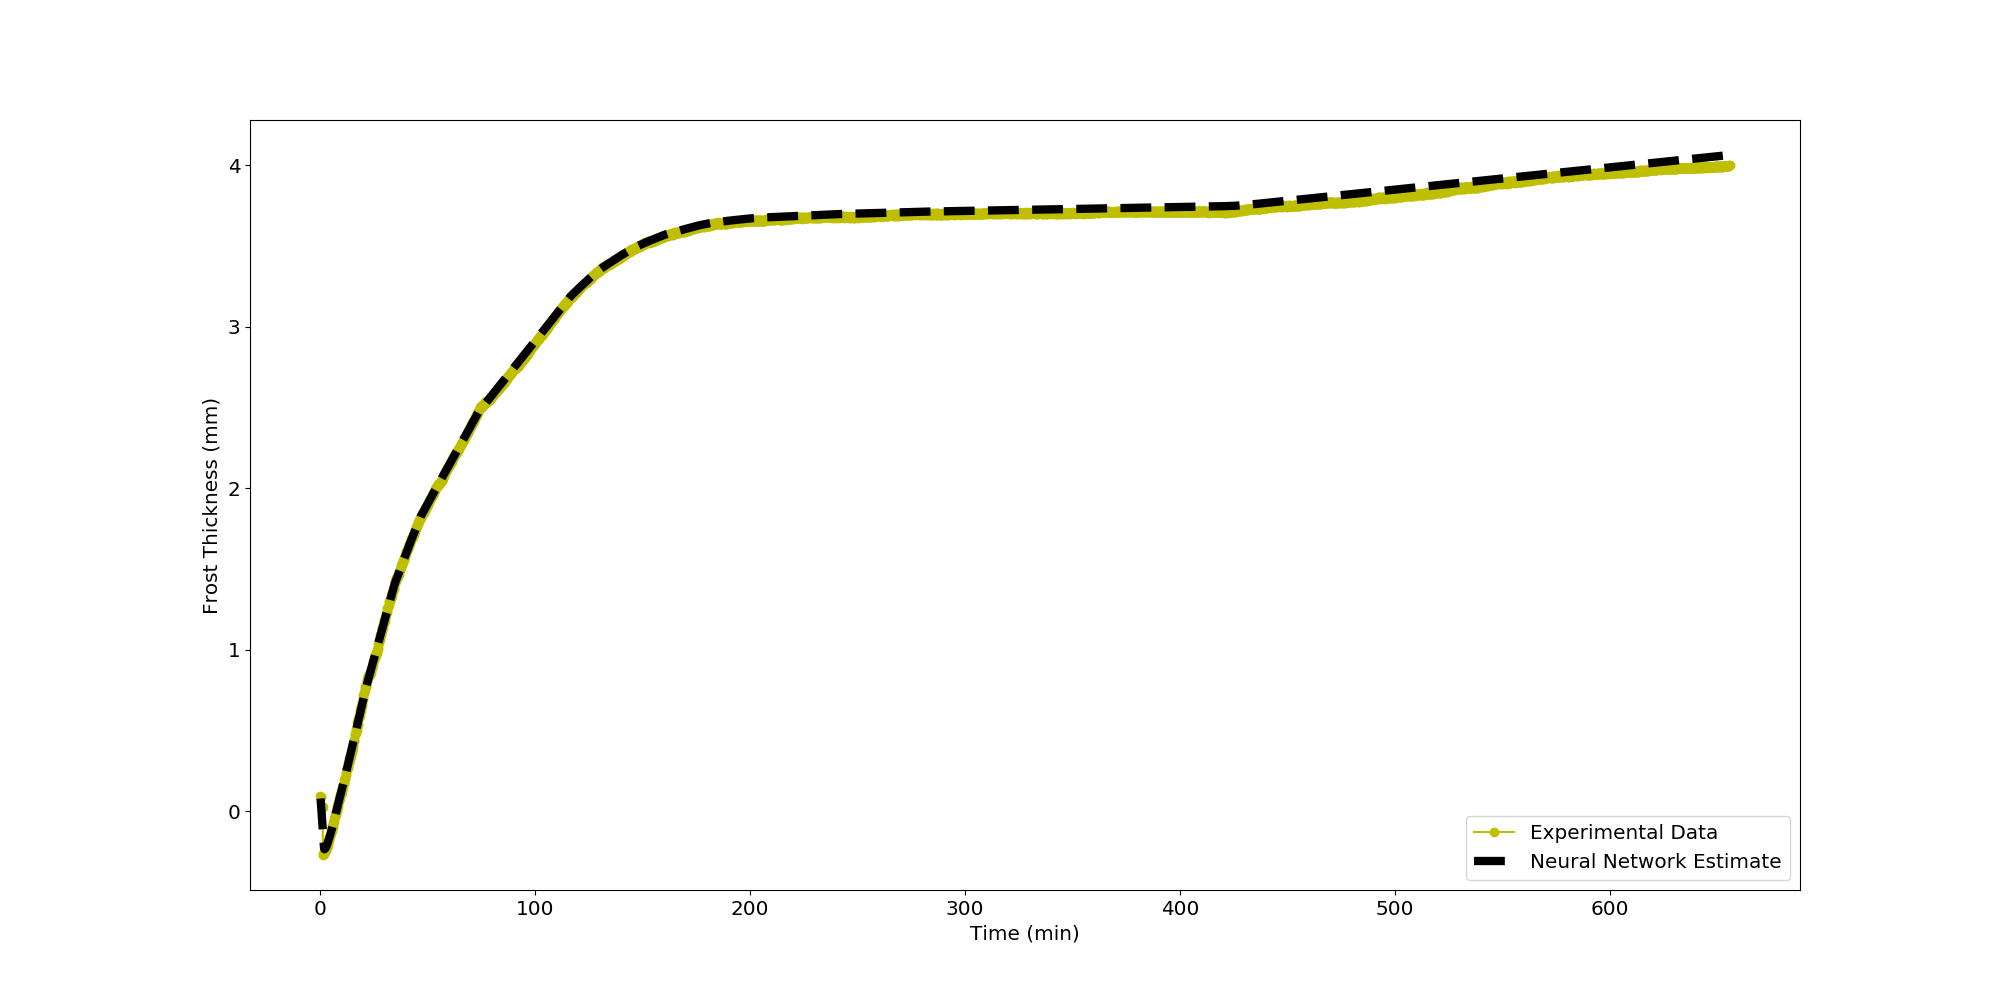 4
3
2
1
0
Frost Thickness (mm)
0 100 200 300 400 500 600
Time (min)
Experimental Data
Neural Network Estimate